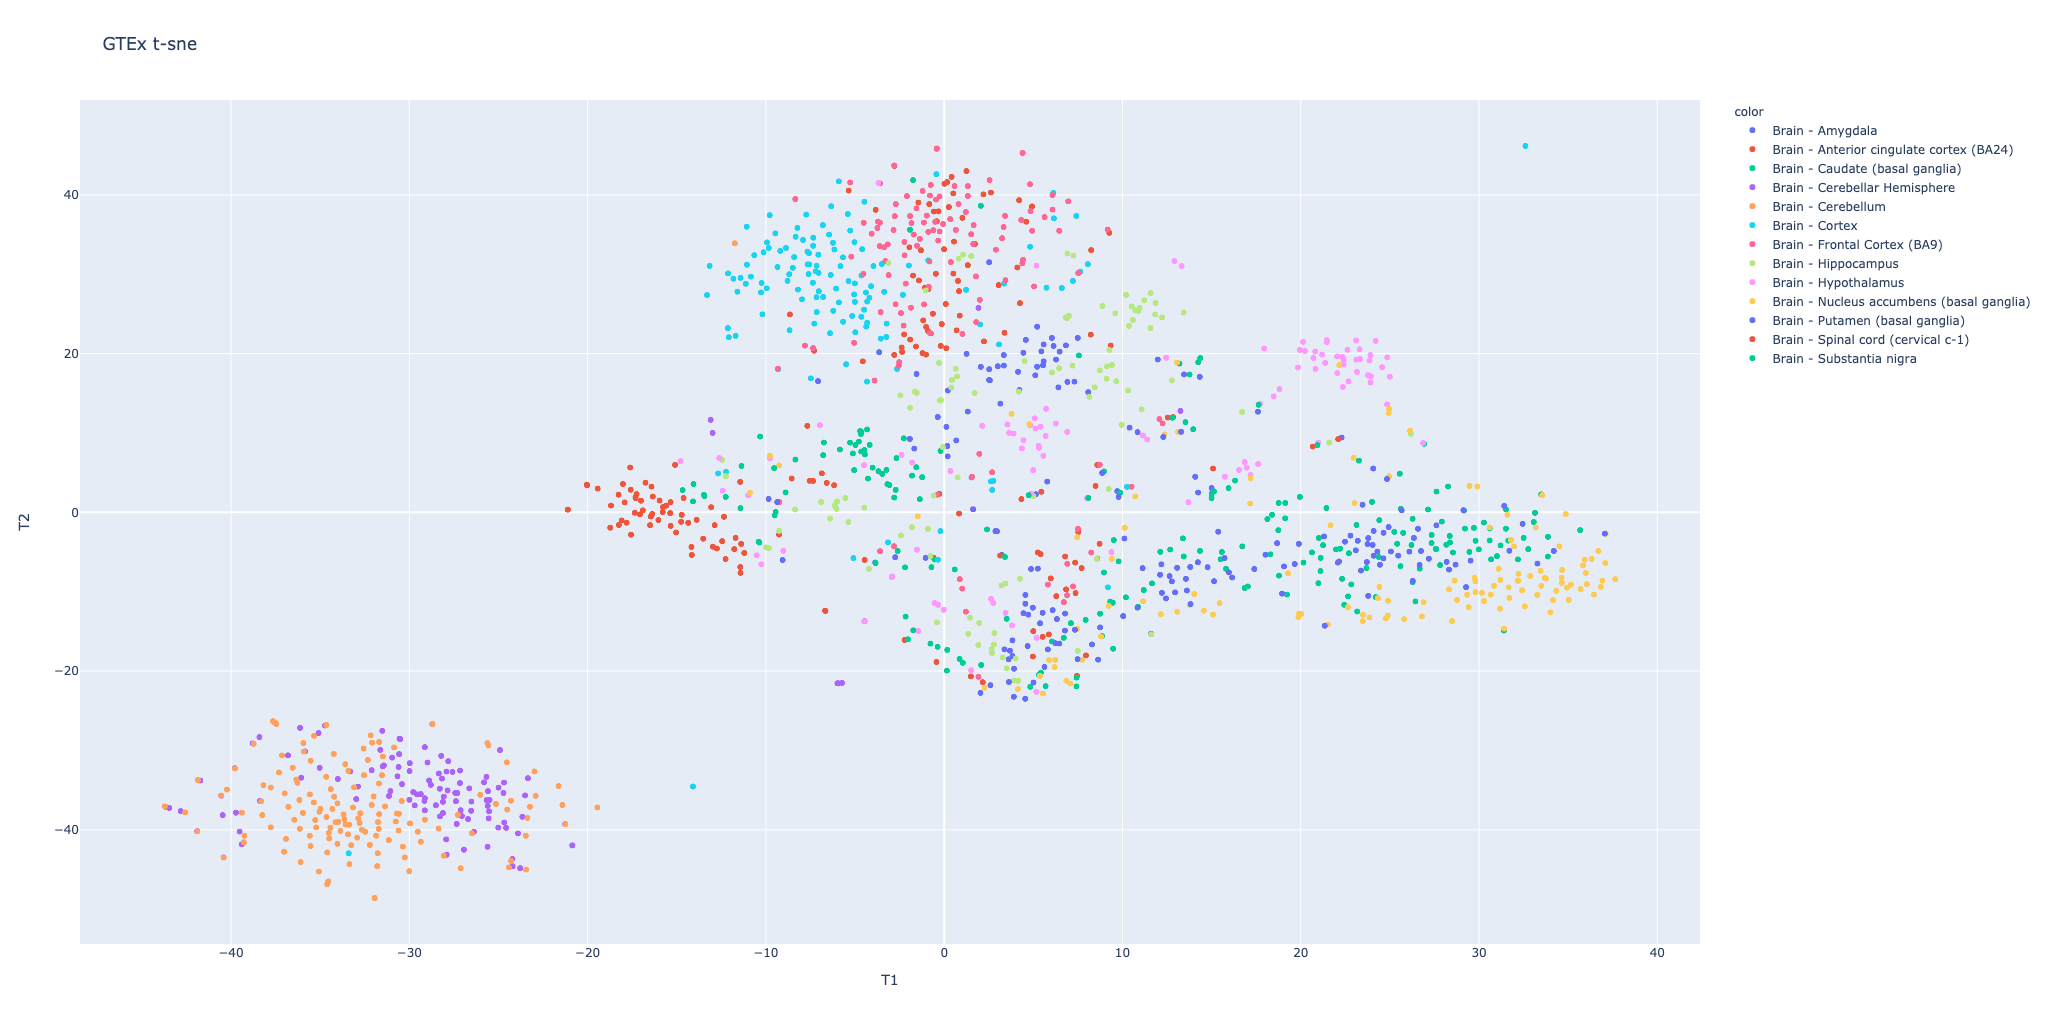 GTEx t-sne
color
Brain - Amygdala
Brain - Anterior cingulate cortex (BA24)
Brain - Caudate (basal ganglia)
Brain - Cerebellar Hemisphere
Brain - Cerebellum
Brain - Cortex
Brain - Frontal Cortex (BA9)
Brain - Hippocampus
Brain - Hypothalamus
Brain - Nucleus accumbens (basal ganglia)
Brain - Putamen (basal ganglia)
Brain - Spinal cord (cervical c-1)
Brain - Substantia nigra
40
20
0
−20
−40
T2
−40 −30 −20 −10 0 10 20 30 40
T1